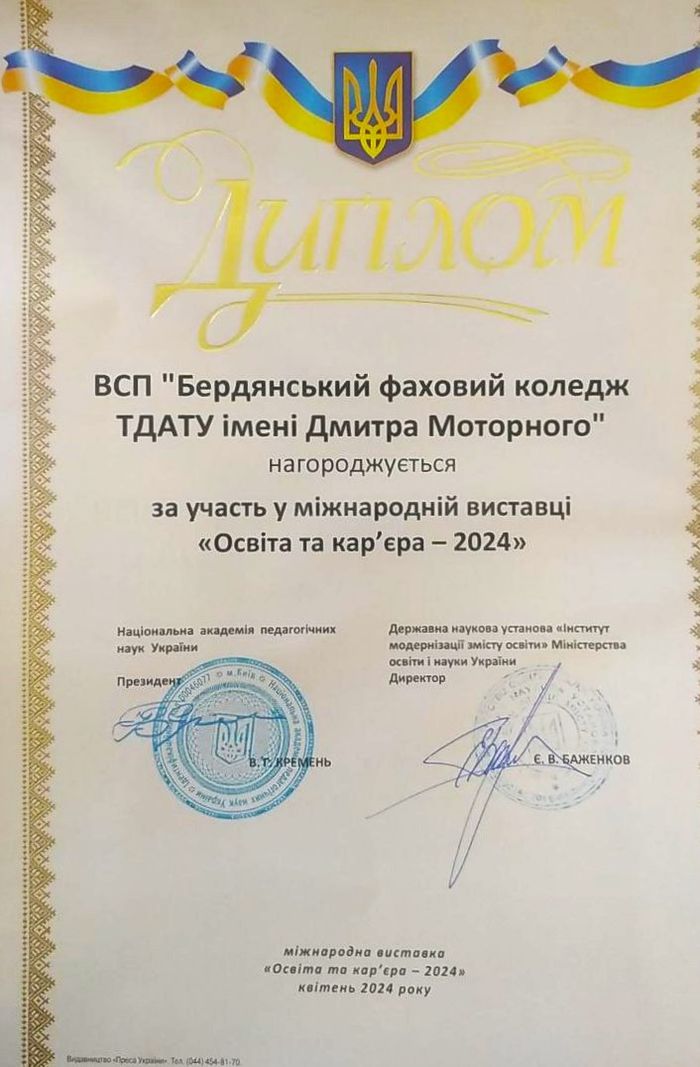 Диплом
ВСП "Бердянський фаховий коледж
ТДАТУ імені Дмитра Моторного"
нагороджується
за участь у міжнародній виставці
«Освіта та кар’єра – 2024»
Національна академія педагогічних
наук України
Президент
В. Г. КРЕМЕНЬ
Державна наукова установа «Інститут
модернізації змісту освіти» Міністерства
освіти і науки України
Директор
Є. В. БАЖЕНКОВ
міжнародна виставка
«Освіта та кар’єра – 2024»
квітень 2024 року
Видавництво «Преса України». Тел. (044) 454-81-70.